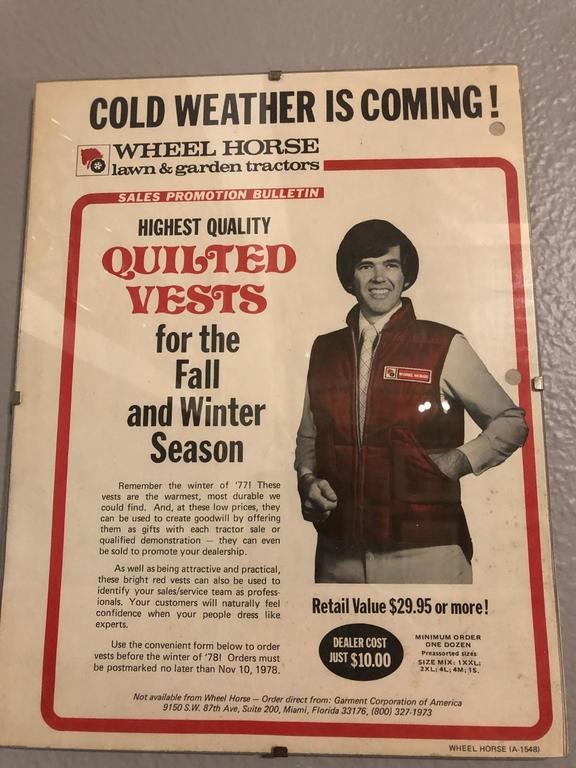 COLD WEATHER IS COMING!
WHEEL HORSE
lawn & garden tractors
SALES PROMOTION BULLETIN
HIGHEST QUALITY
QUILTED
VESTS
for the
Fall
and Winter
Season
WHEEL HORSE
Remember the winter of '77! These
vests are the warmest, most durable we
could find. And, at these low prices, they
can be used to create goodwill by offering
them as gifts with each tractor sale or
qualified demonstration — they can even
be sold to promote your dealership.
As well as being attractive and practical,
these bright red vests can also be used to
identify your sales/service team as profes-
ionals. Your customers will naturally feel
confidence when your people dress like
experts.
Use the convenient form below to order
vests before the winter of '78! Orders must
be postmarked no later than Nov 10, 1978.
Retail Value $29.95 or more!
DEALER COST
JUST $10.00
MINIMUM ORDER
ONE DOZEN
Preassorted sizes
SIZE MIX: 1XXL;
2XL; 4L; 4M; 1S.
Not available from Wheel Horse — Order direct from: Garment Corporation of America
9150 S.W. 87th Ave, Suite 200, Miami, Florida 33176, (800) 327-1973
WHEEL HORSE (A-1548)